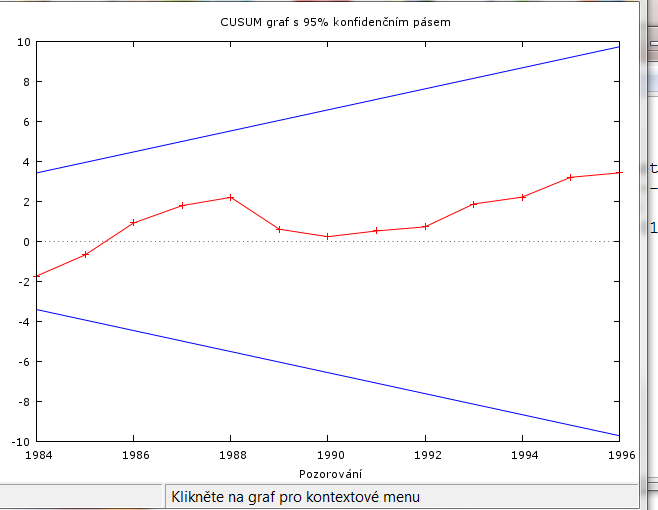 CUSUM graf s 95% konfidenčním pásem
10
8
6
4
2
0
-2
-4
-6
-8
-10
1984 1986 1988 1990 1992 1994 1996
Pozorování
Klikněte na graf pro kontextové menu